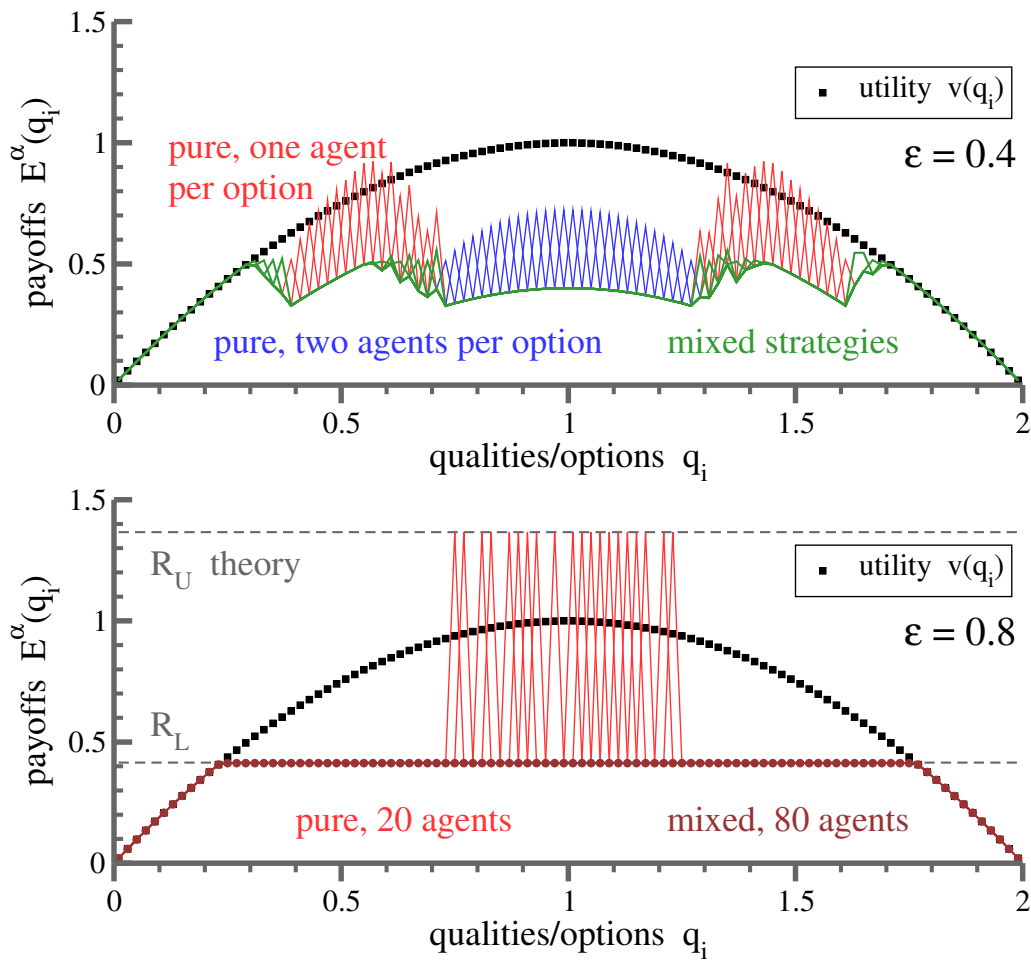 1.5
utility v(q_i)
payoffs E^α(q_i)
pure, one agent
per option
1
ε = 0.4
0.5
pure, two agents per option
mixed strategies
0
0 0.5 1 1.5 2
qualities/options q_i
1.5
R_U theory
utility v(q_i)
payoffs E^α(q_i)
1
ε = 0.8
R_L
0.5
pure, 20 agents
mixed, 80 agents
0
0 0.5 1 1.5 2
qualities/options q_i